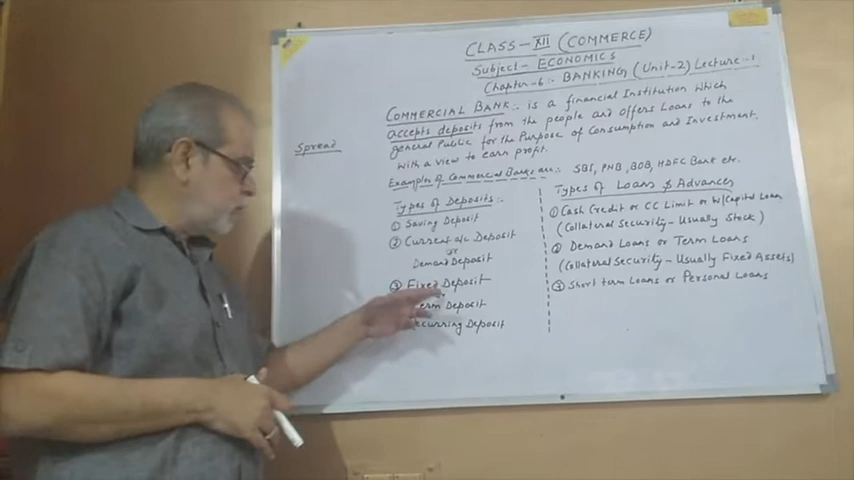 CLASS-XII (COMMERCE)
Subject- ECONOMICS
Chapter-6:- BANKING (Unit-2) Lecture-1
COMMERCIAL BANK:- is a financial Institution which
accepts deposits from the people and offers Loans to the
general Public for the Purpose of Consumption and Investment.
with a view to earn profit.
Spread
Examples of Commercial Banks are:- SBI, PNB, BOB, HDFC Bank etc.
Types of Deposits:-
① Saving Deposit
② Current a/c Deposit
or
Demand Deposit
③ Fixed Deposit
Term Deposit
Recurring Deposit
Types of Loans & Advances
① Cash Credit or CC Limit or W/Capital Loan
(Collateral Security- Usually Stock)
② Demand Loans or Term Loans
(Collateral Security- Usually Fixed Assets)
③ Short term Loans or Personal Loans